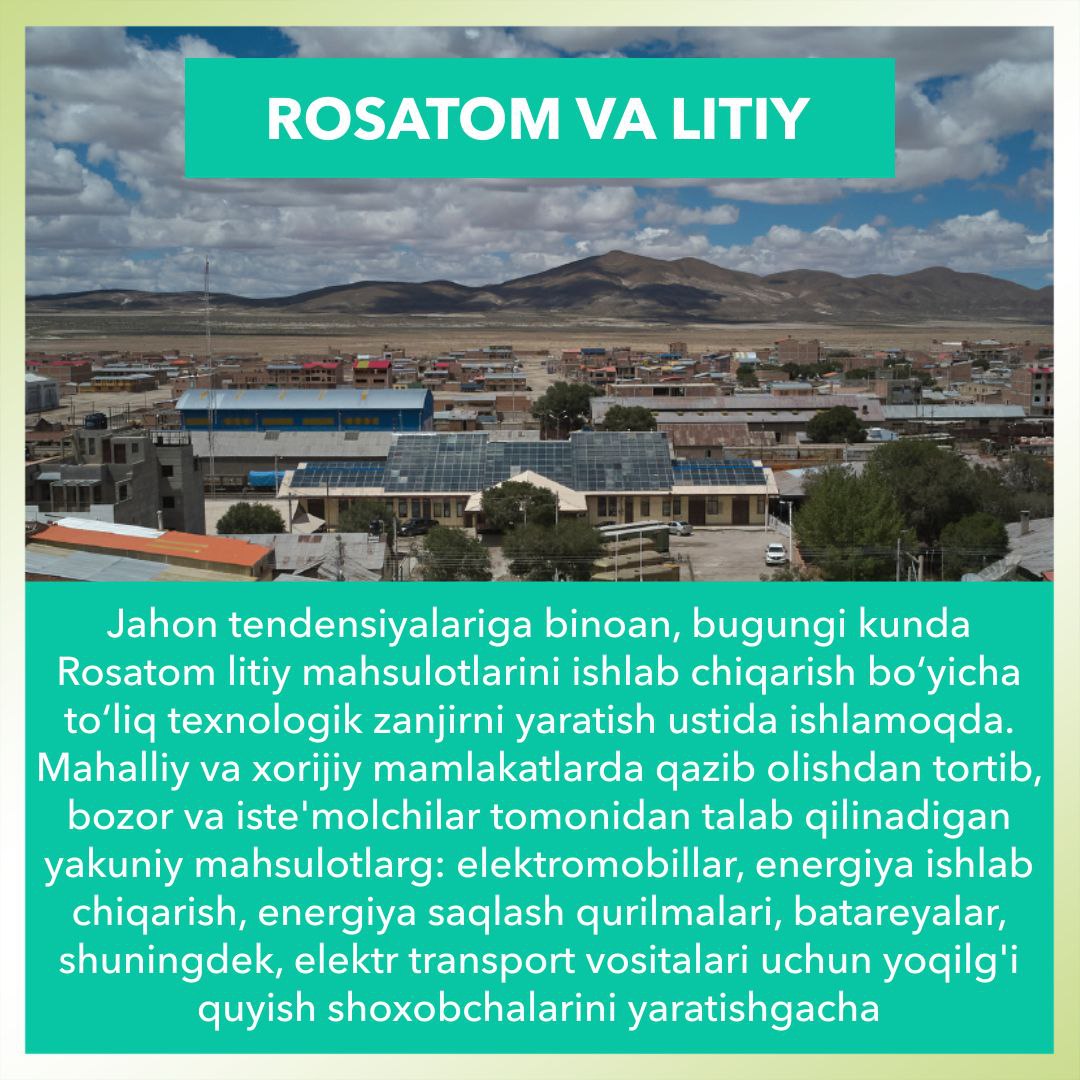 ROSATOM VA LITIY
Jahon tendensiyalariga binoan, bugungi kunda
Rosatom litiy mahsulotlarini ishlab chiqarish bo‘yicha
to‘liq texnologik zanjirni yaratish ustida ishlamoqda.
Mahalliy va xorijiy mamlakatlarda qazib olishdan tortib,
bozor va iste'molchilar tomonidan talab qilinadigan
yakuniy mahsulotlarg: elektromobillar, energiya ishlab
chiqarish, energiya saqlash qurilmalari, batareyalar,
shuningdek, elektr transport vositalari uchun yoqilg'i
quyish shoxobchalarini yaratishgacha